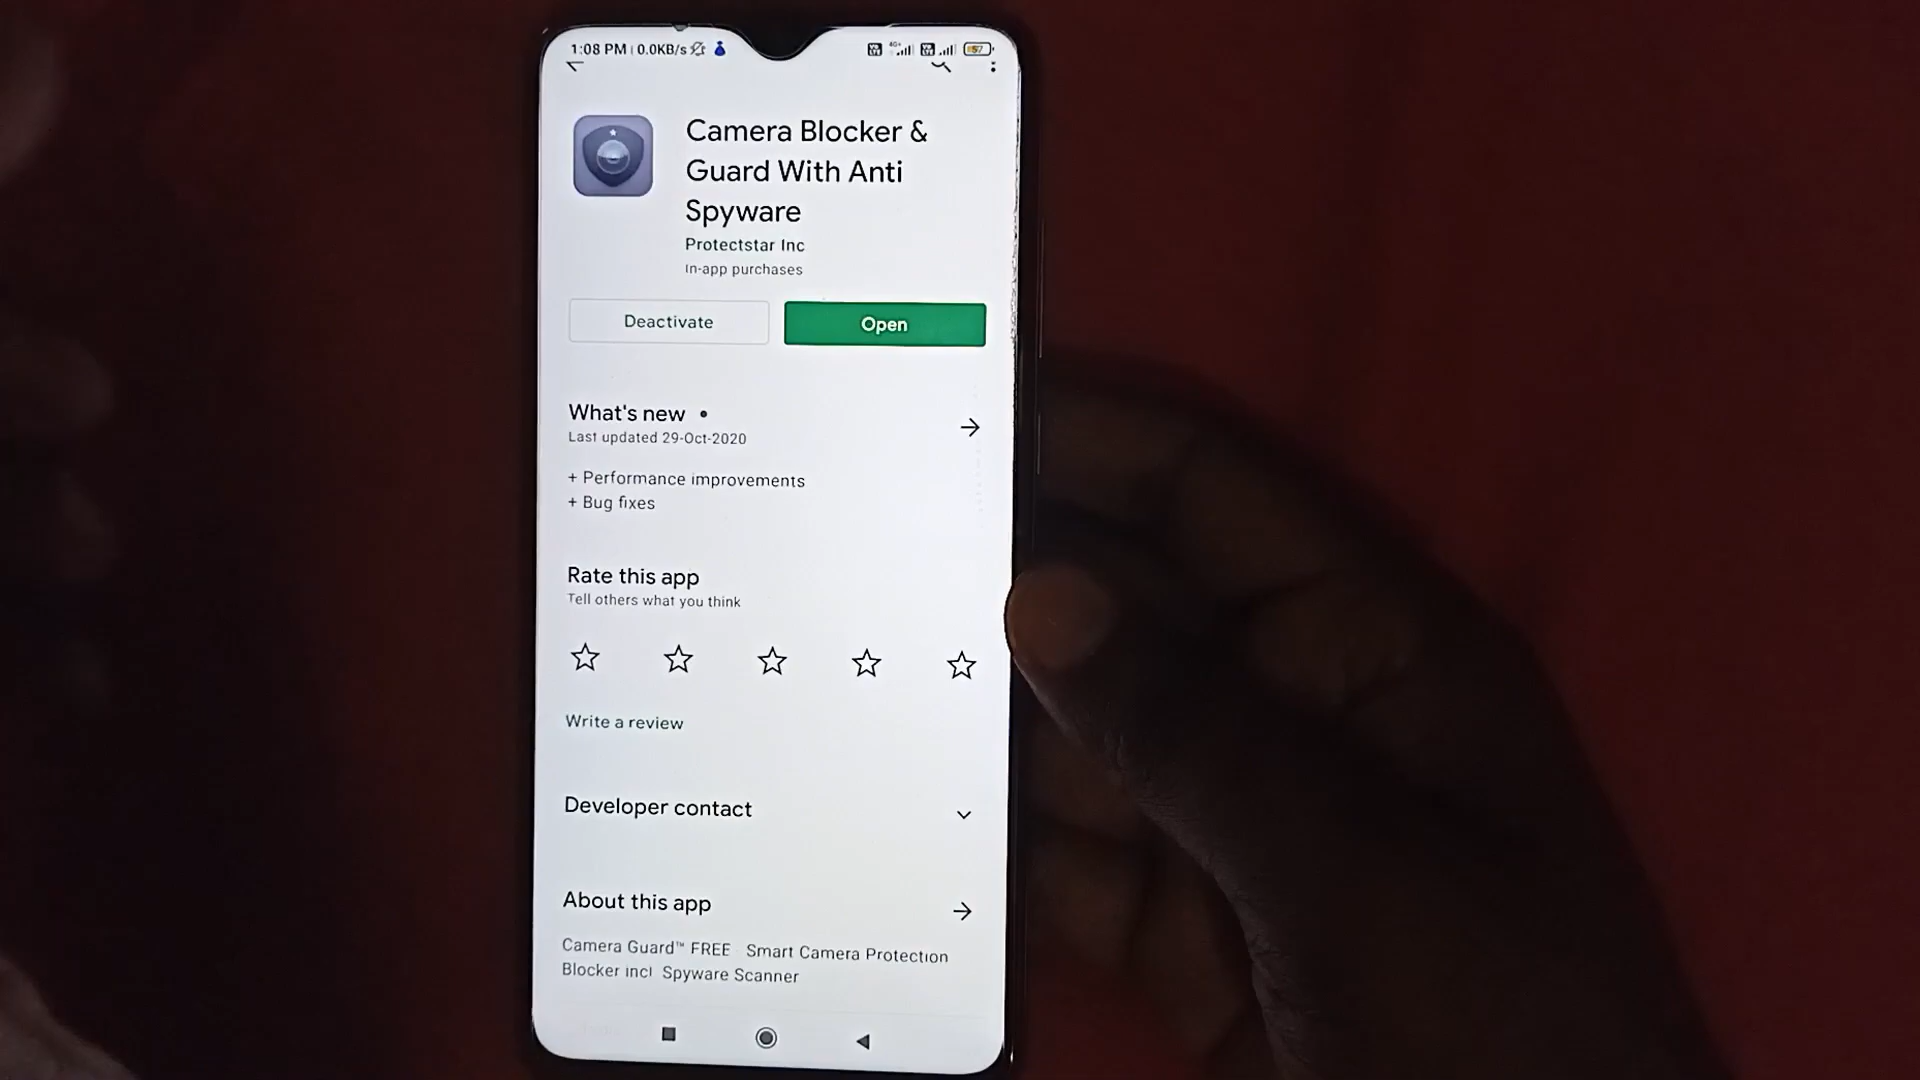 1:08 PM 0.0KB/s 4G+ 57
Camera Blocker &
Guard With Anti
Spyware
Protectstar Inc
In-app purchases
Deactivate
Open
What's new •
Last updated 29-Oct-2020
+ Performance improvements
+ Bug fixes
Rate this app
Tell others what you think
Write a review
Developer contact
About this app
Camera Guard™ FREE Smart Camera Protection
Blocker incl Spyware Scanner